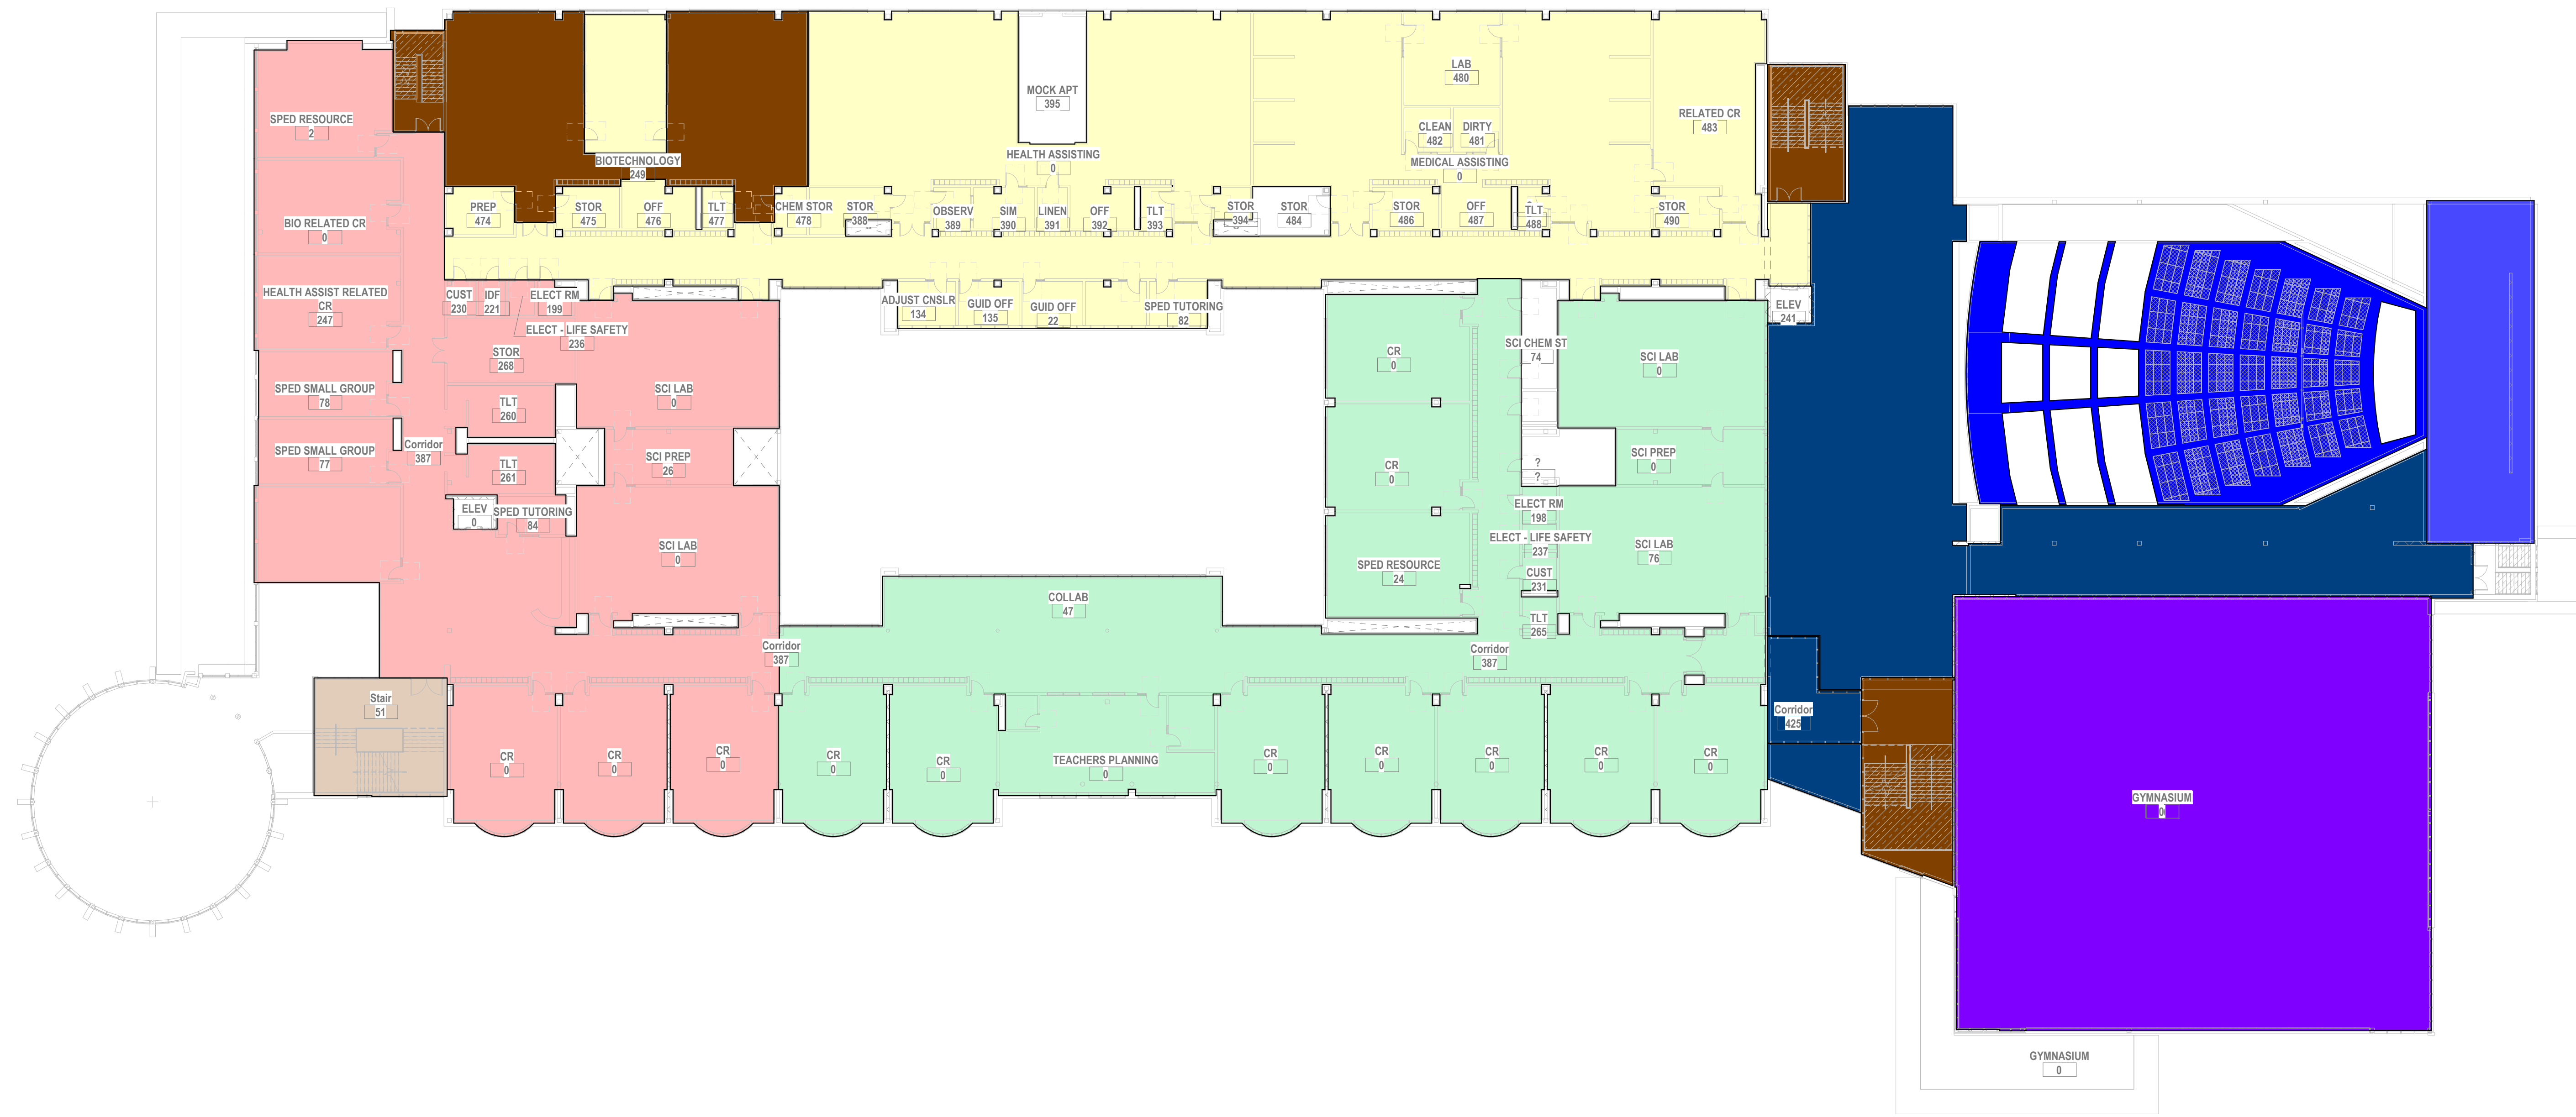 SPED RESOURCE
2
BIO RELATED CR
0
HEALTH ASSIST RELATED
CR
247
SPED SMALL GROUP
78
SPED SMALL GROUP
77
Corridor
387
BIOTECHNOLOGY
249
PREP
474
STOR
475
OFF
476
TLT
477
CHEM STOR
478
STOR
388
MOCK APT
395
HEALTH ASSISTING
0
OBSERV
389
SIM
390
LINEN
391
OFF
392
TLT
393
STOR
394
STOR
484
LAB
480
CLEAN
482
DIRTY
481
MEDICAL ASSISTING
0
RELATED CR
483
STOR
486
OFF
487
TLT
488
STOR
490
CUST
230
IDF
221
ELECT RM
199
ELECT - LIFE SAFETY
236
STOR
268
TLT
260
TLT
261
ELEV
0
SPED TUTORING
84
SCI LAB
0
SCI PREP
26
SCI LAB
0
ADJUST CNSLR
134
GUID OFF
135
GUID OFF
22
SPED TUTORING
82
CR
0
CR
0
SPED RESOURCE
24
SCI CHEM ST
74
?
?
ELECT RM
198
ELECT - LIFE SAFETY
237
CUST
231
TLT
265
SCI LAB
0
SCI PREP
0
SCI LAB
76
ELEV
241
COLLAB
47
Corridor
387
Corridor
387
Stair
51
CR
0
CR
0
CR
0
CR
0
CR
0
TEACHERS PLANNING
0
CR
0
CR
0
CR
0
CR
0
CR
0
Corridor
425
GYMNASIUM
0
GYMNASIUM
0